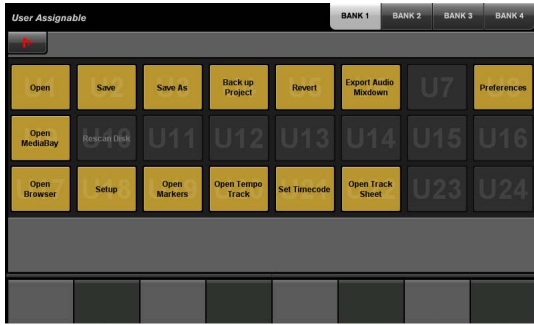 User Assignable
BANK 1
BANK 2
BANK 3
BANK 4
Open
Save
Save As
Back up
Project
Revert
Export Audio
Mixdown
U7
Preferences
Open
MediaBay
Rescan Disk
U10
U11
U12
U13
U14
U15
U16
Open
Browser
Setup
Open
Markers
Open Tempo
Track
Set Timecode
Open Track
Sheet
U23
U24